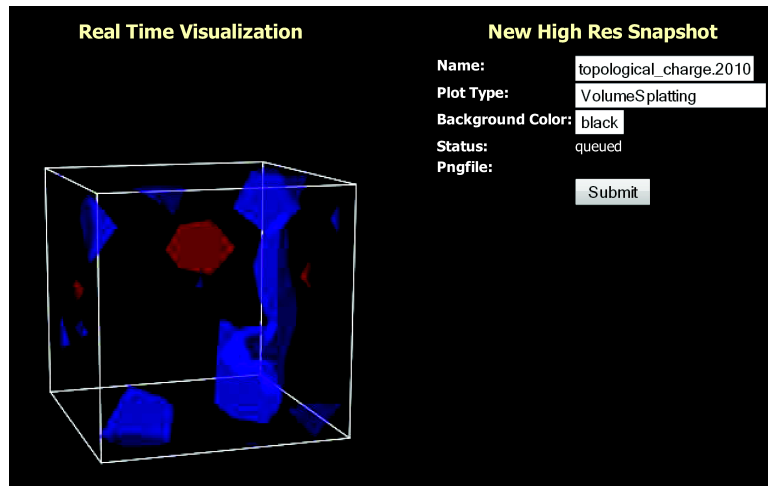 Real Time Visualization
New High Res Snapshot
Name: topological_charge.2010
Plot Type: VolumeSplatting
Background Color: black
Status: queued
Pngfile:
Submit